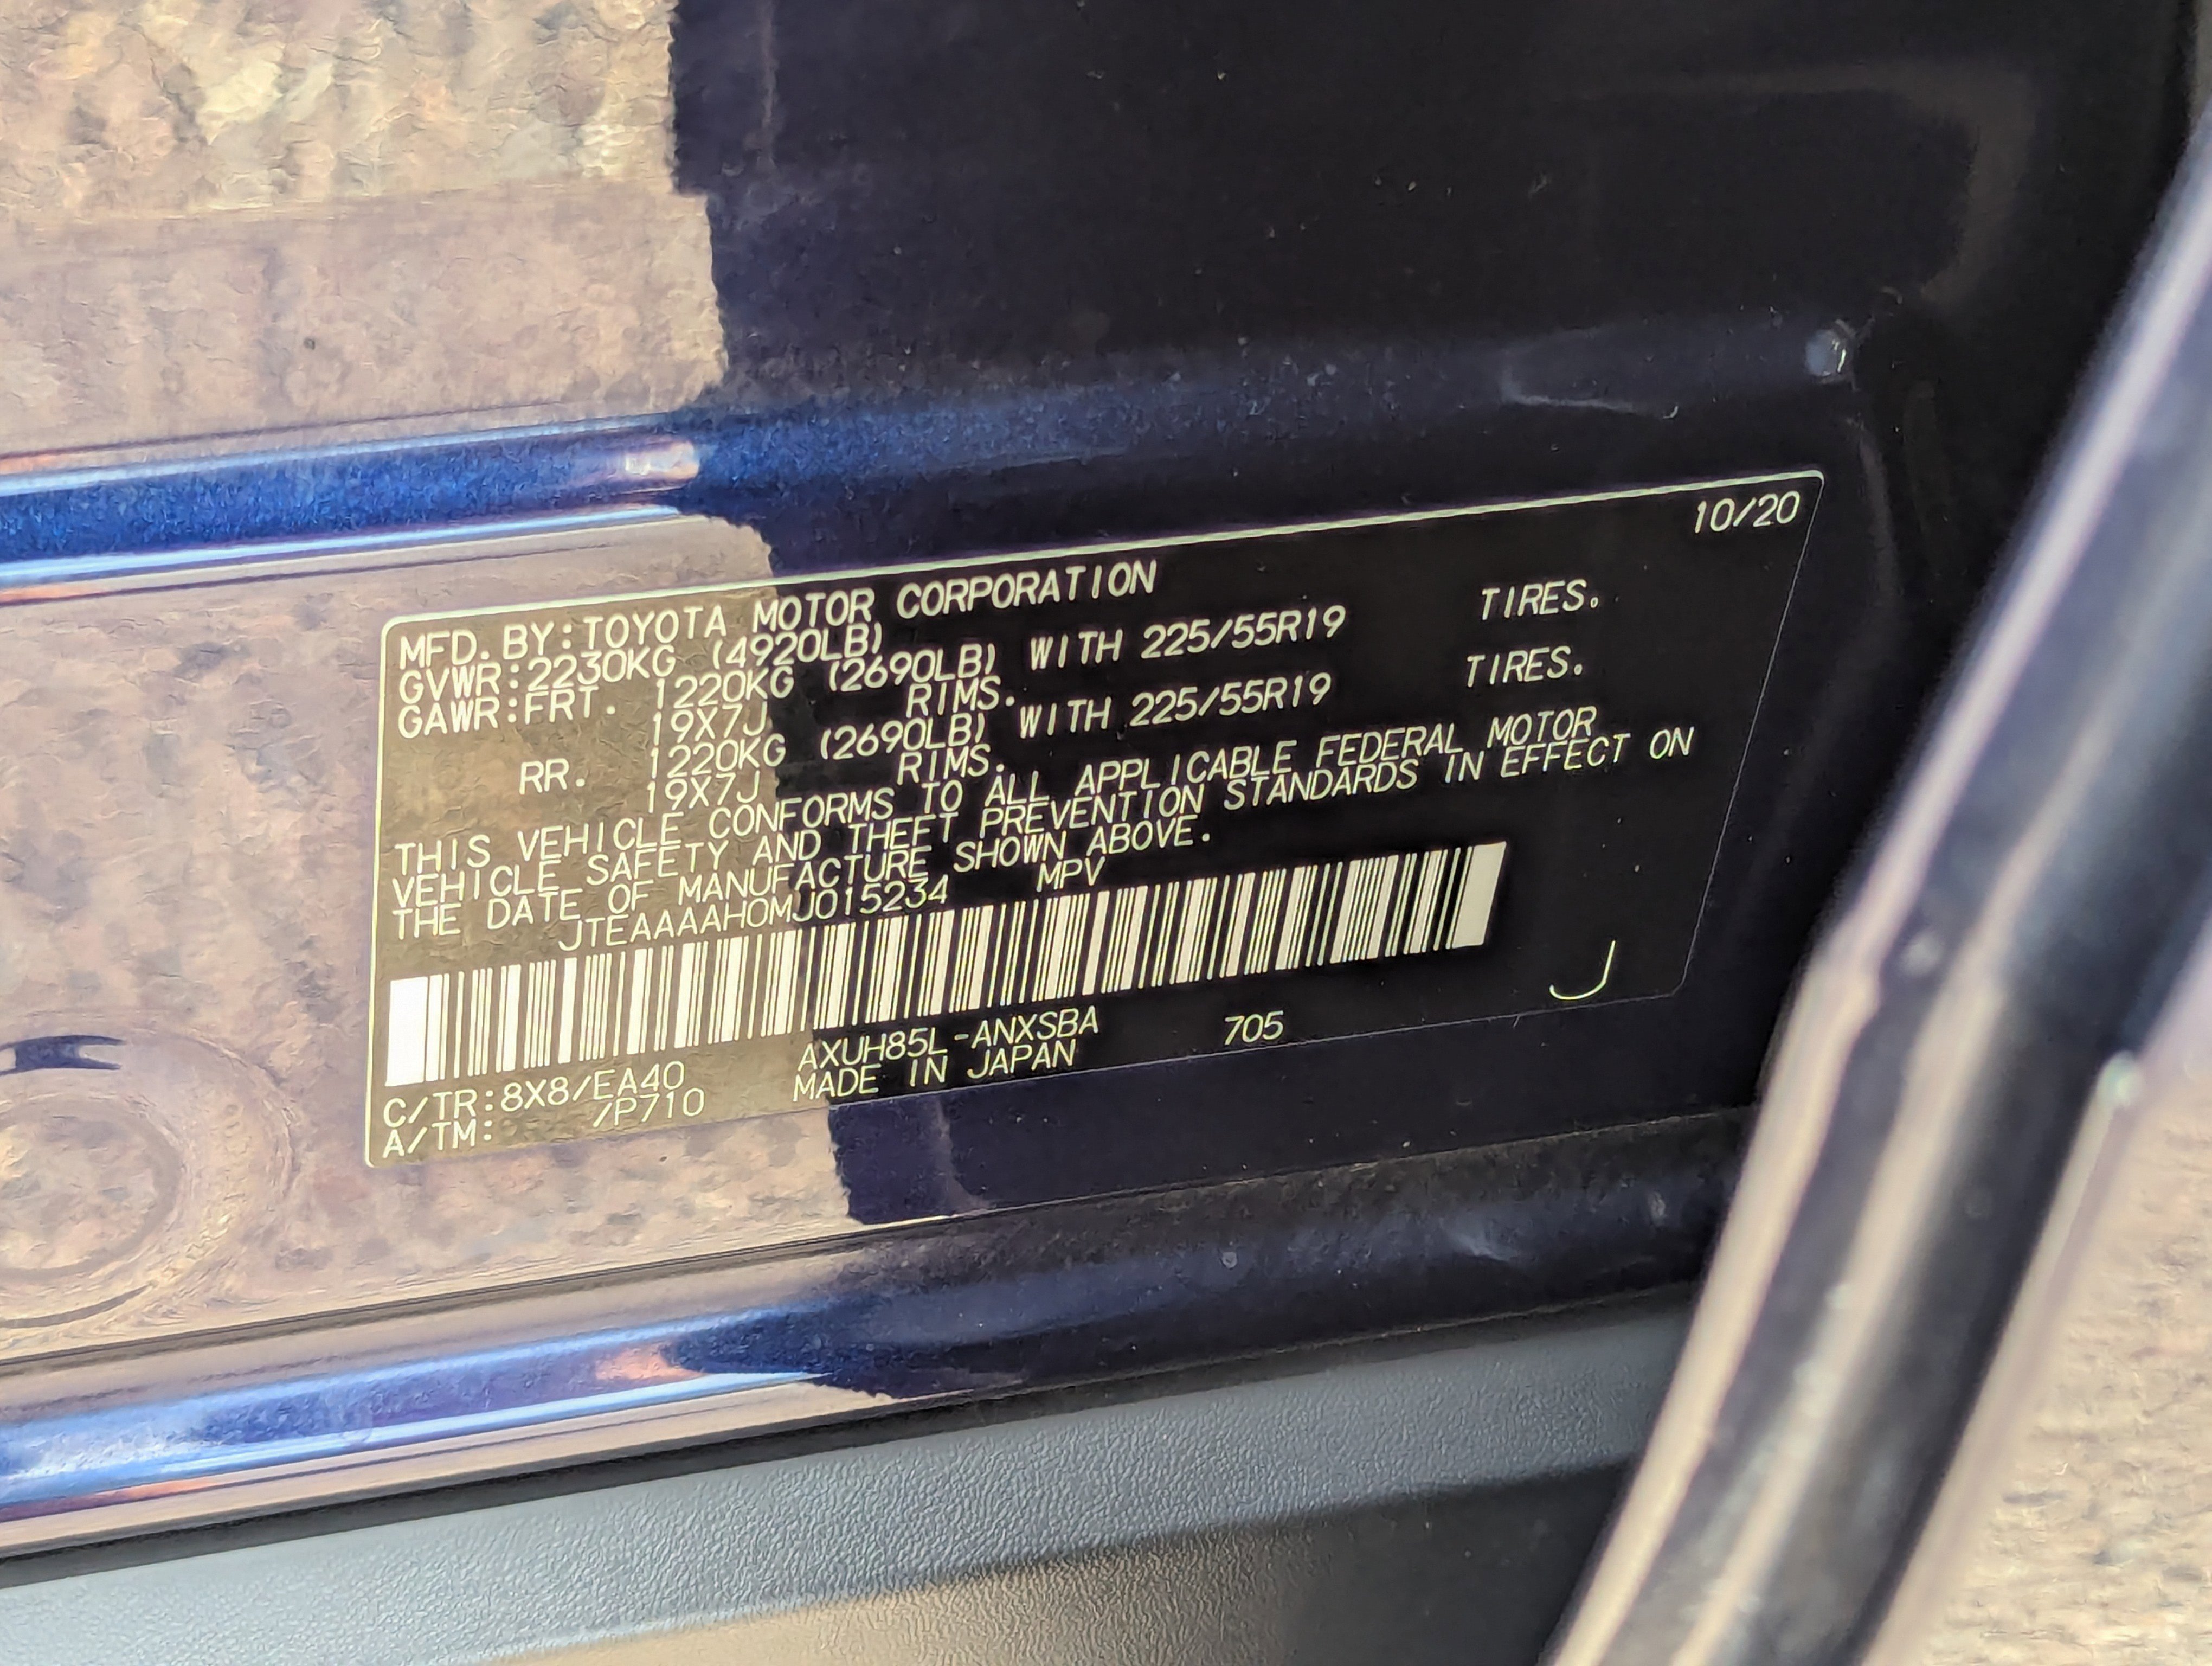 10/20
MFD.BY:TOYOTA MOTOR CORPORATION
GVWR:2230KG (4920LB)
GAWR:FRT. 1220KG (2690LB) WITH 225/55R19 TIRES.
19X7J RIMS.
RR. 1220KG (2690LB) WITH 225/55R19 TIRES.
19X7J RIMS.
THIS VEHICLE CONFORMS TO ALL APPLICABLE FEDERAL MOTOR
VEHICLE SAFETY AND THEFT PREVENTION STANDARDS IN EFFECT ON
THE DATE OF MANUFACTURE SHOWN ABOVE.
JTEAAAAH0MJ015234 MPV
C/TR:8X8/EA40 AXUH85L-ANXSBA 705
A/TM: /P710 MADE IN JAPAN
J